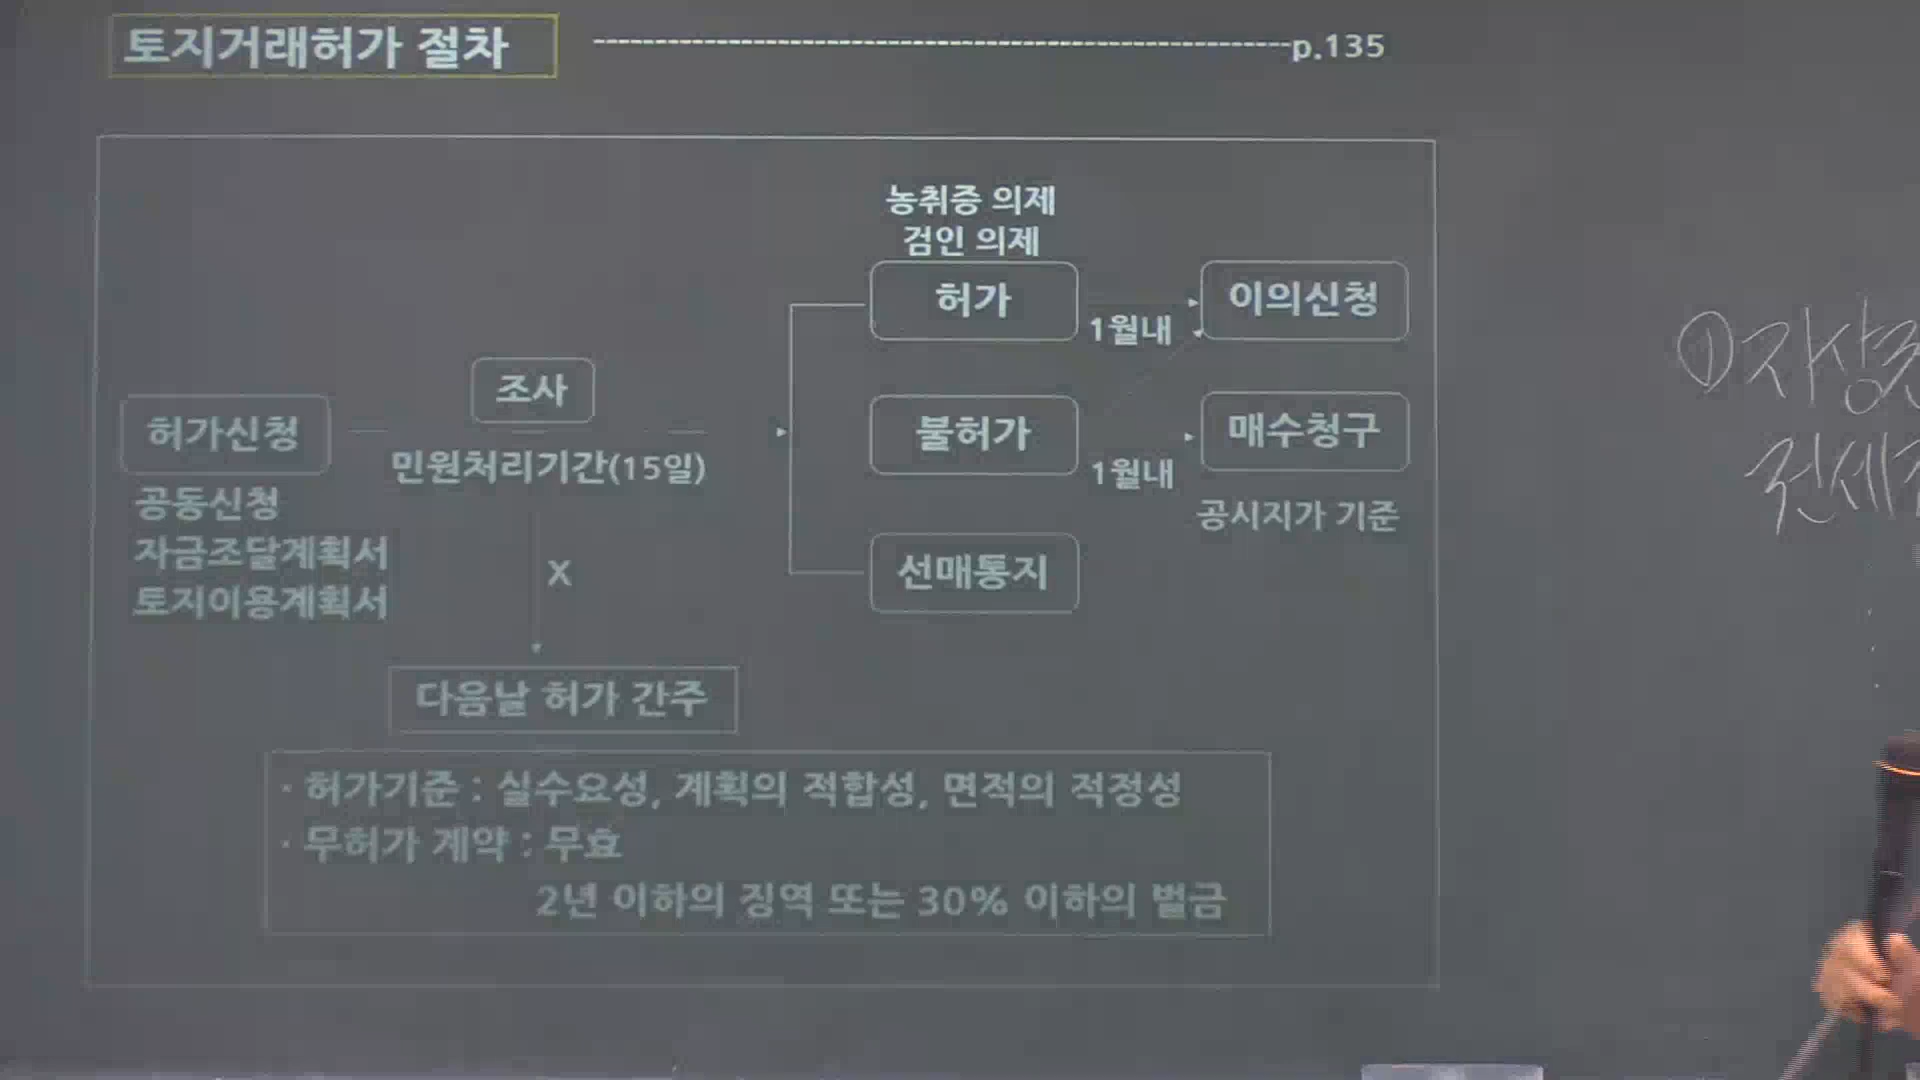 토지거래허가 절차 p.135
농취증 의제
검인 의제
허가
1월내
이의신청
조사
허가신청
민원처리기간(15일)
불허가
1월내
매수청구
공시지가 기준
공동신청
자금조달계획서
토지이용계획서
X
선매통지
다음날 허가 간주
· 허가기준 : 실수요성, 계획의 적합성, 면적의 적정성
· 무허가 계약 : 무효
2년 이하의 징역 또는 30% 이하의 벌금
① 자상
전세